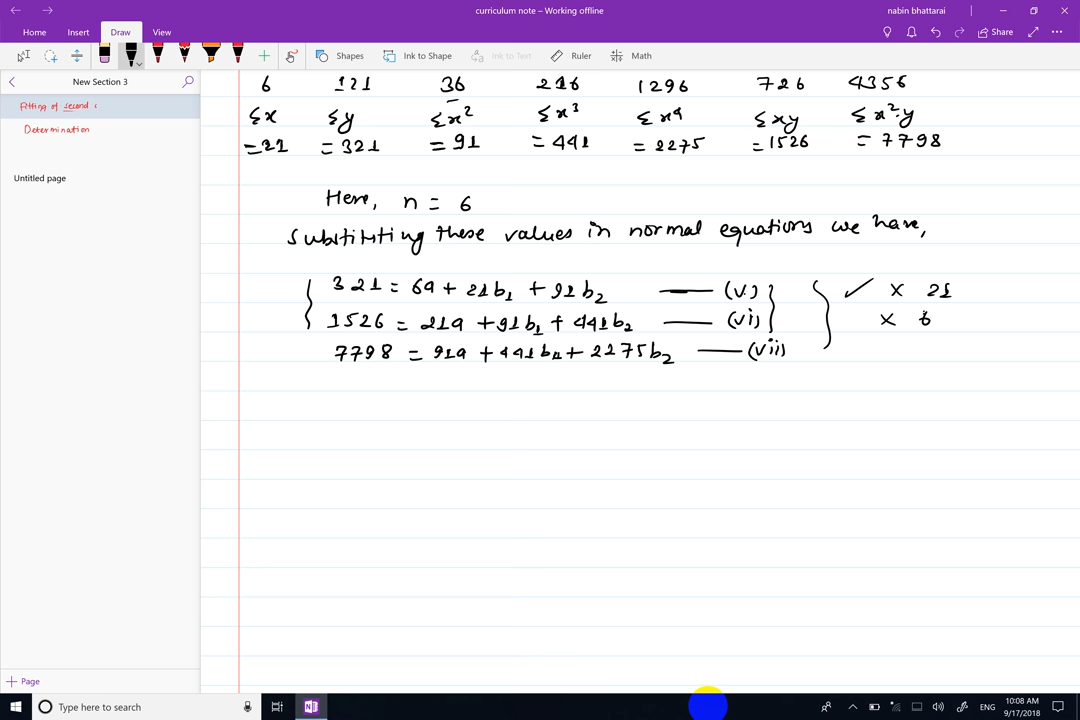 curriculum note – Working offline
nabin bhattarai
Home Insert Draw View
Share
Shapes Ink to Shape Ink to Text Ruler Math
New Section 3
Fitting of second
Determination
Untitled page
6 121 36 216 1296 726 4356
Σx Σy Σx² Σx³ Σx⁴ Σxy Σx²·y
=21 = 321 = 91 = 441 = 2275 = 1526 = 7798
Here, n = 6
Substituting these values in normal equations we have,
321 = 6a + 21b₁ + 91b₂ —— (v) ✓ × 21
1526 = 21a + 91b₁ + 441b₂ —— (vi) × 6
7798 = 91a + 441b₁ + 2275b₂ —— (vii)
+ Page
Type here to search
ENG
10:08 AM
9/17/2018